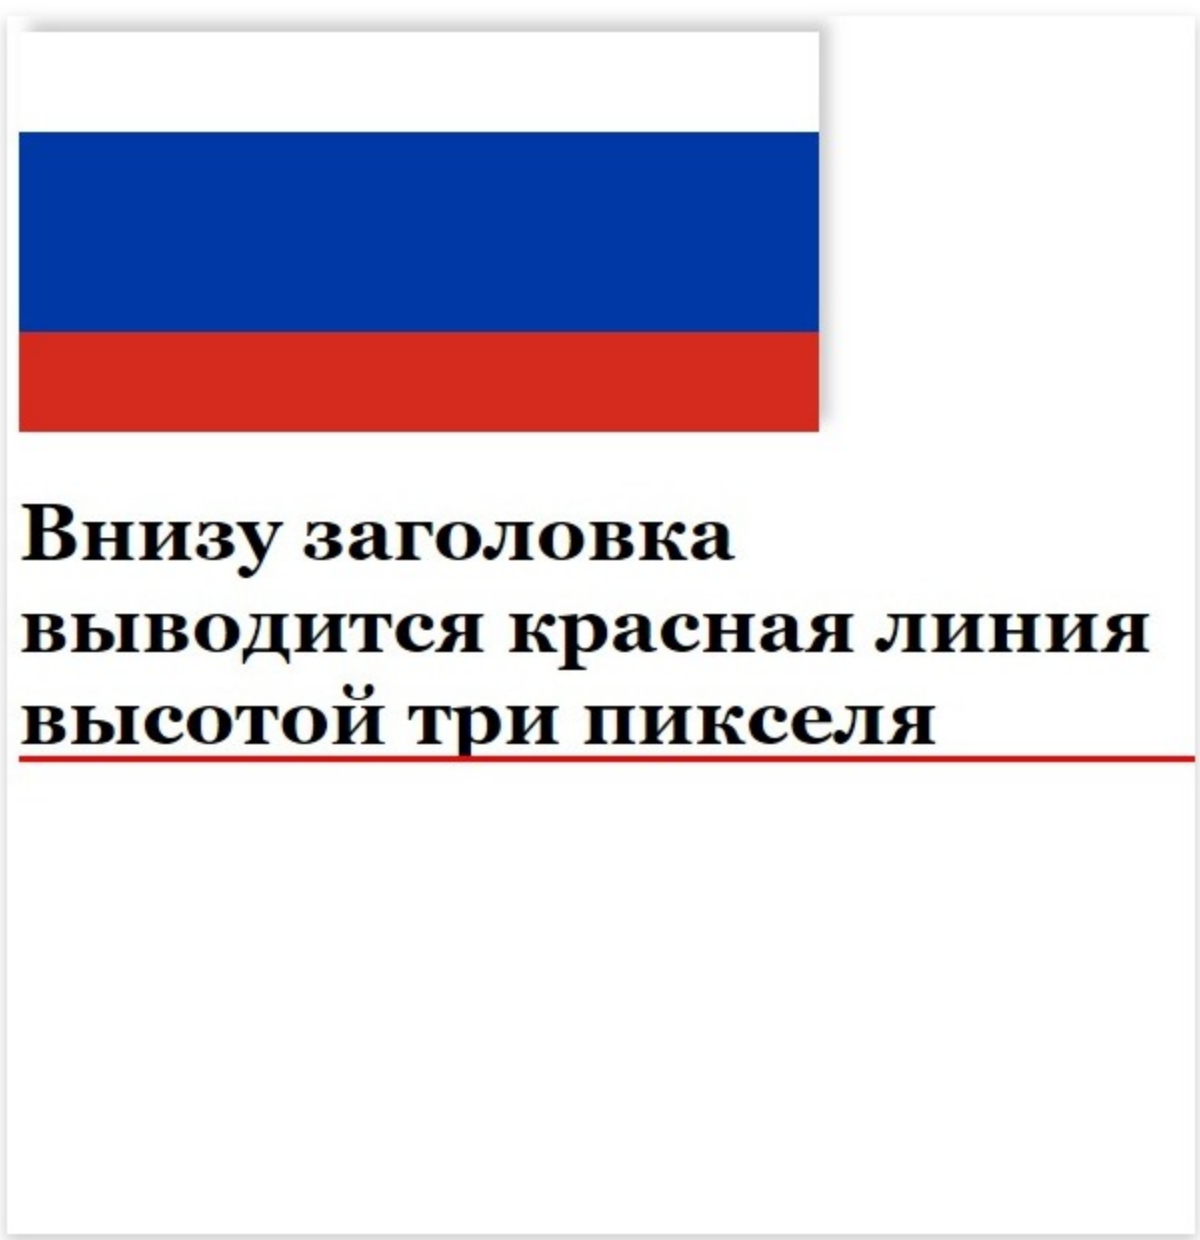 Внизу заголовка
выводится красная линия
высотой три пикселя